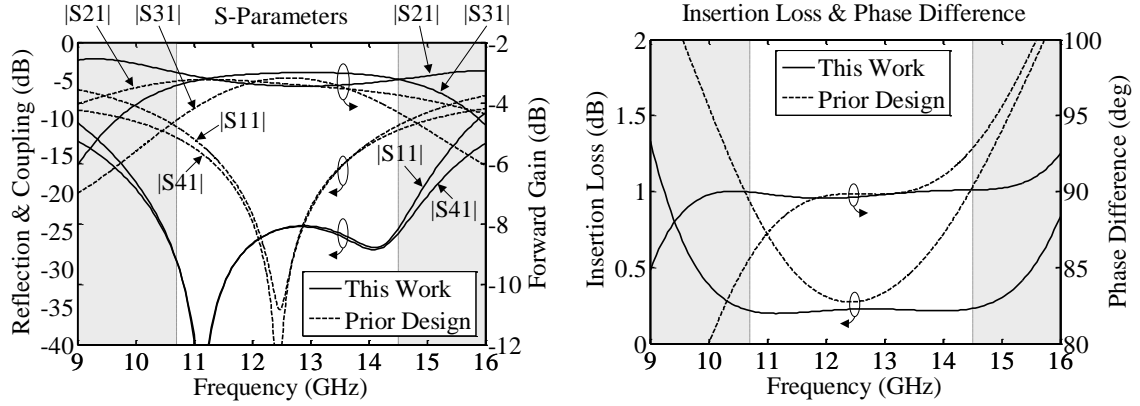 |S21| |S31| S-Parameters |S21| |S31|
Reflection & Coupling (dB)
0
-5
-10
-15
-20
-25
-30
-35
-40
-2
-4
-6
-8
-10
-12
Forward Gain (dB)
|S11|
|S41|
|S11|
|S41|
This Work
Prior Design
9 10 11 12 13 14 15 16
Frequency (GHz)
Insertion Loss & Phase Difference
Insertion Loss (dB)
2
1.5
1
0.5
0
100
95
90
85
80
Phase Difference (deg)
This Work
Prior Design
9 10 11 12 13 14 15 16
Frequency (GHz)